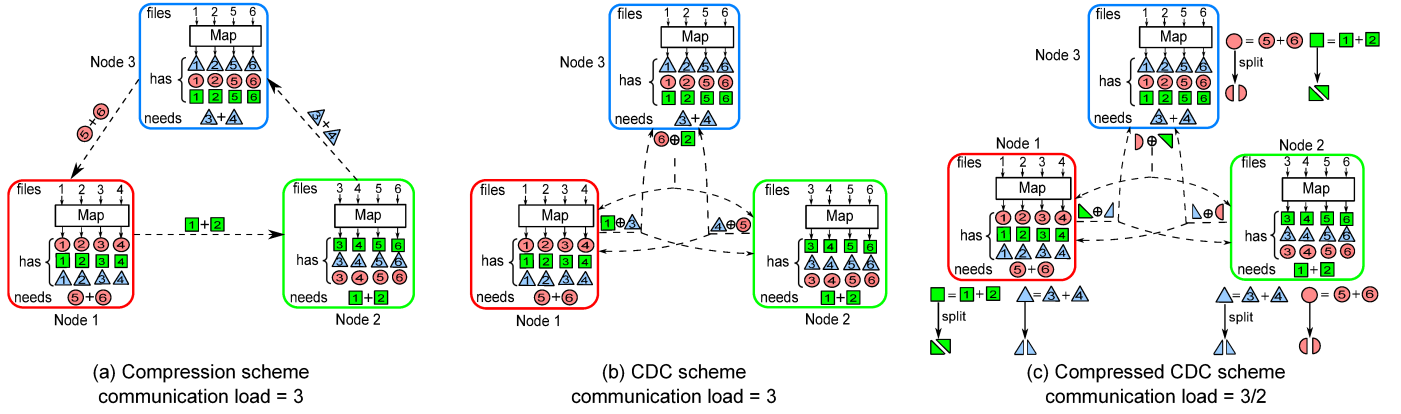 files 1 2 5 6
Map
Node 3
has
1 2 5 6
1 2 5 6
1 2 5 6
needs 3 + 4
5 + 6
3 + 4
files 1 2 3 4
Map
has
1 2 3 4
1 2 3 4
1 2 3 4
needs 5 + 6
Node 1
1 + 2
files 3 4 5 6
Map
has
3 4 5 6
3 4 5 6
3 4 5 6
needs 1 + 2
Node 2
(a) Compression scheme
communication load = 3
files 1 2 5 6
Map
Node 3
has
1 2 5 6
1 2 5 6
1 2 5 6
needs 3 + 4
6 ⊕ 2
files 1 2 3 4
Map
has
1 2 3 4
1 2 3 4
1 2 3 4
needs 5 + 6
Node 1
1 ⊕ 3
4 ⊕ 5
files 3 4 5 6
Map
has
3 4 5 6
3 4 5 6
3 4 5 6
needs 1 + 2
Node 2
(b) CDC scheme
communication load = 3
files 1 2 5 6
Map
Node 3
has
1 2 5 6
1 2 5 6
1 2 5 6
needs 3 + 4
= 5 + 6
split
= 1 + 2
⊕
Node 1
files 1 2 3 4
Map
has
1 2 3 4
1 2 3 4
1 2 3 4
needs 5 + 6
⊕
⊕
Node 2
files 3 4 5 6
Map
has
3 4 5 6
3 4 5 6
3 4 5 6
needs 1 + 2
= 1 + 2
split
= 3 + 4
= 3 + 4
split
= 5 + 6
(c) Compressed CDC scheme
communication load = 3/2